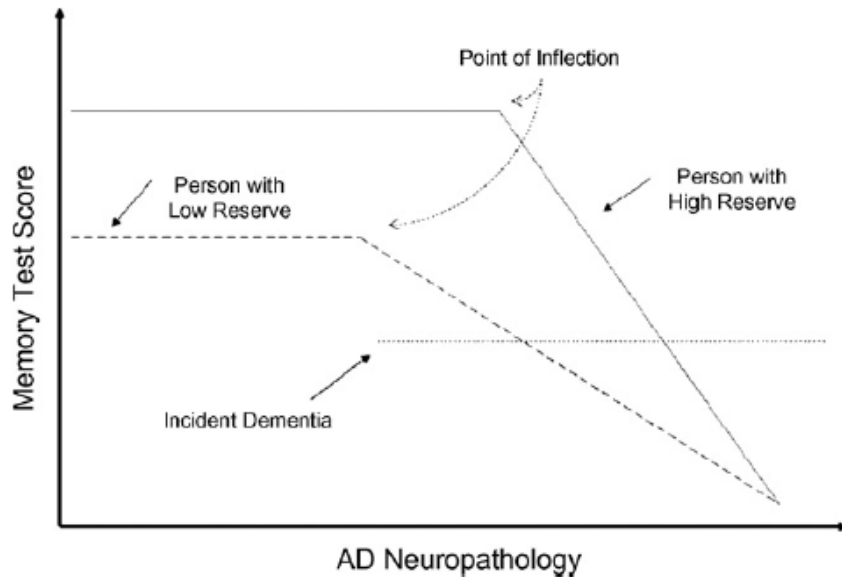 Point of Inflection
Person with
Low Reserve
Person with
High Reserve
Incident Dementia
Memory Test Score
AD Neuropathology